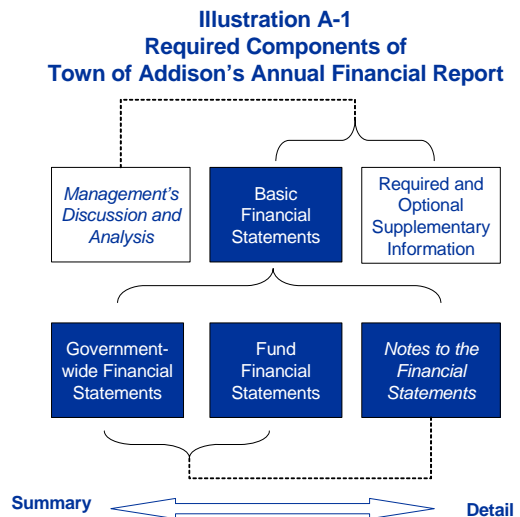 Illustration A-1
Required Components of
Town of Addison's Annual Financial Report
Management's
Discussion and
Analysis
Basic
Financial
Statements
Required and
Optional
Supplementary
Information
Government-
wide Financial
Statements
Fund
Financial
Statements
Notes to the
Financial
Statements
Summary
Detail